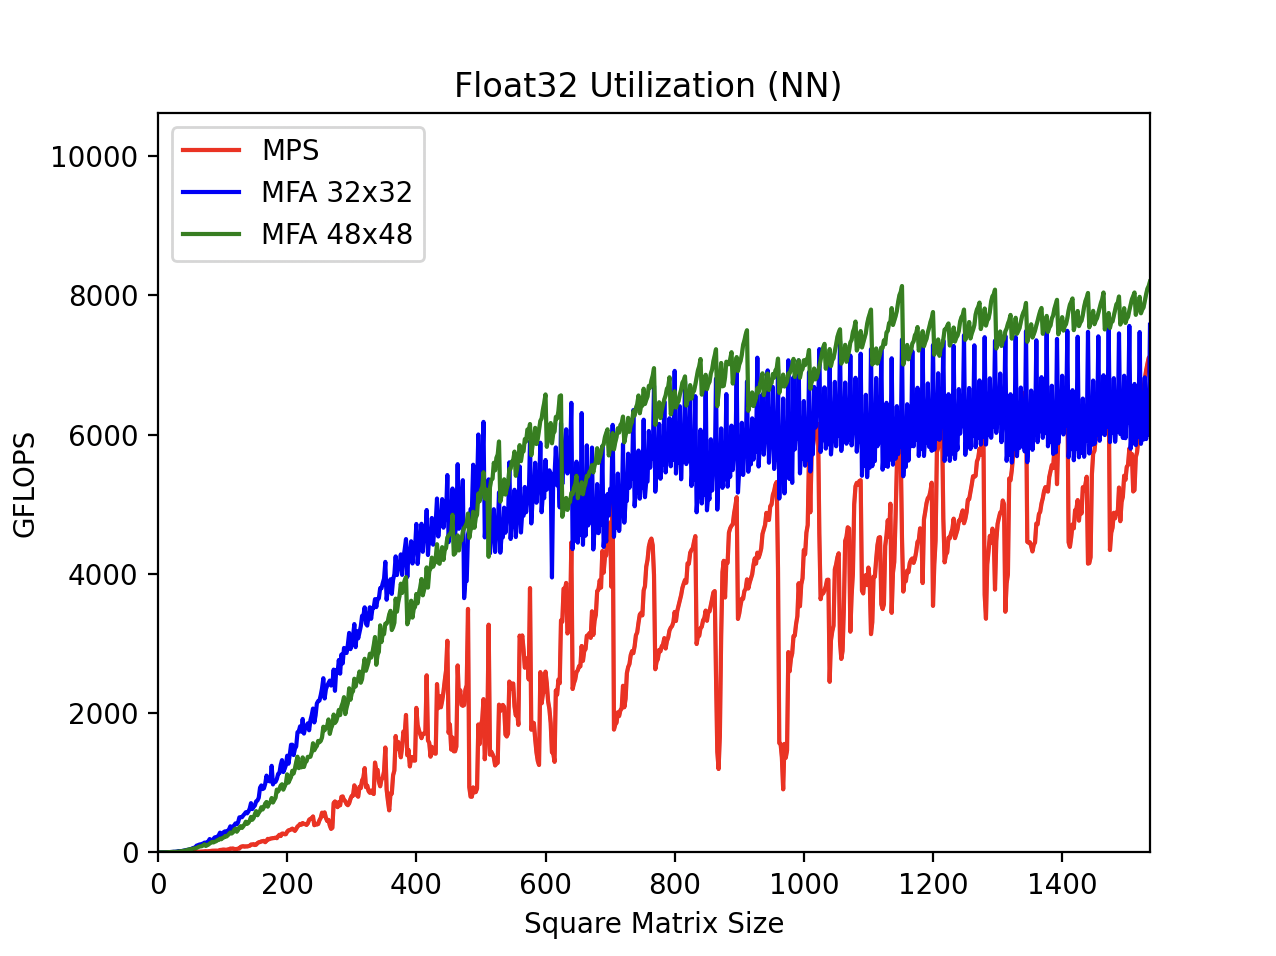 Float32 Utilization (NN)
MPS
MFA 32x32
MFA 48x48
GFLOPS
10000
8000
6000
4000
2000
0
0 200 400 600 800 1000 1200 1400
Square Matrix Size